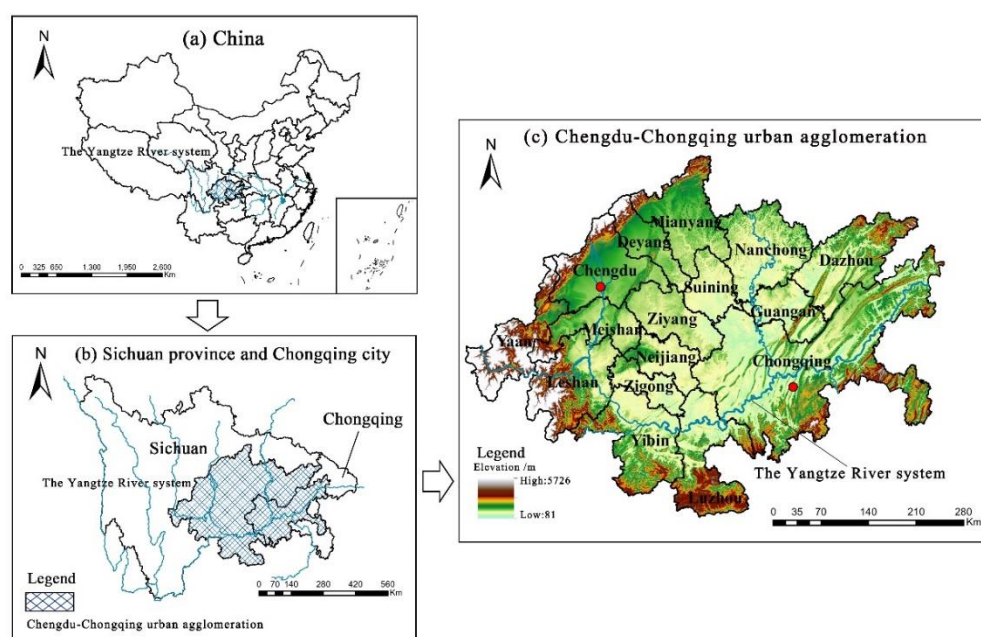 (a) China
N
The Yangtze River system
0 325 650 1,300 1,950 2,600
Km
(b) Sichuan province and Chongqing city
N
Chongqing
Sichuan
The Yangtze River system
Legend
0 70 140 280 420 560
Km
Chengdu-Chongqing urban agglomeration
(c) Chengdu-Chongqing urban agglomeration
N
Mianyang
Deyang
Nanchong
Dazhou
Chengdu
Suining
Guangan
Meishan
Ziyang
Yaan
Neijiang
Chongqing
Leshan
Zigong
Yibin
Legend
Elevation /m
High:5726
Low:81
The Yangtze River system
Luzhou
0 35 70 140 210 280
Km